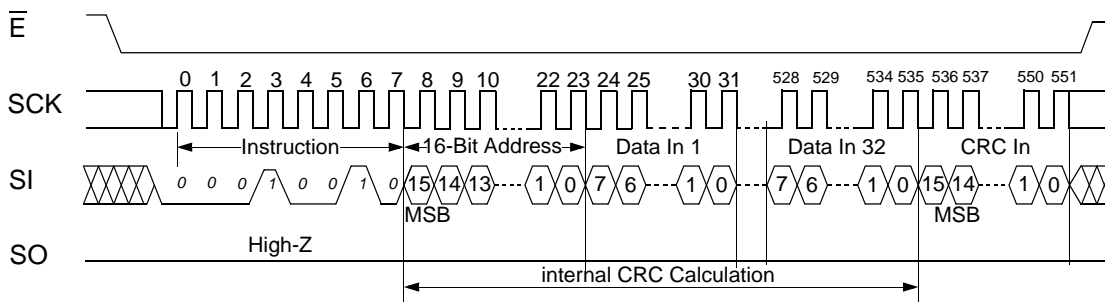 E
0 1 2 3 4 5 6 7 8 9 10 22 23 24 25 30 31 528 529 534 535 536 537 550 551
SCK
Instruction 16-Bit Address Data In 1 Data In 32 CRC In
SI 0 0 0 1 0 0 1 0 15 14 13 1 0 7 6 1 0 7 6 1 0 15 14 1 0
MSB MSB
High-Z
SO
internal CRC Calculation